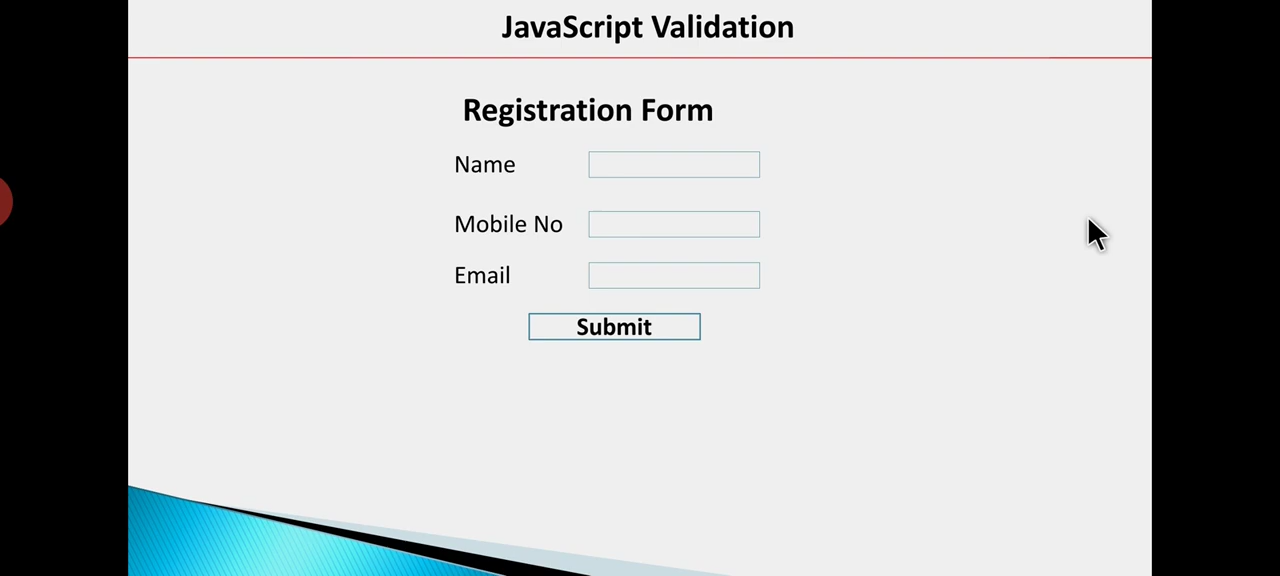 JavaScript Validation
Registration Form
Name
Mobile No
Email
Submit